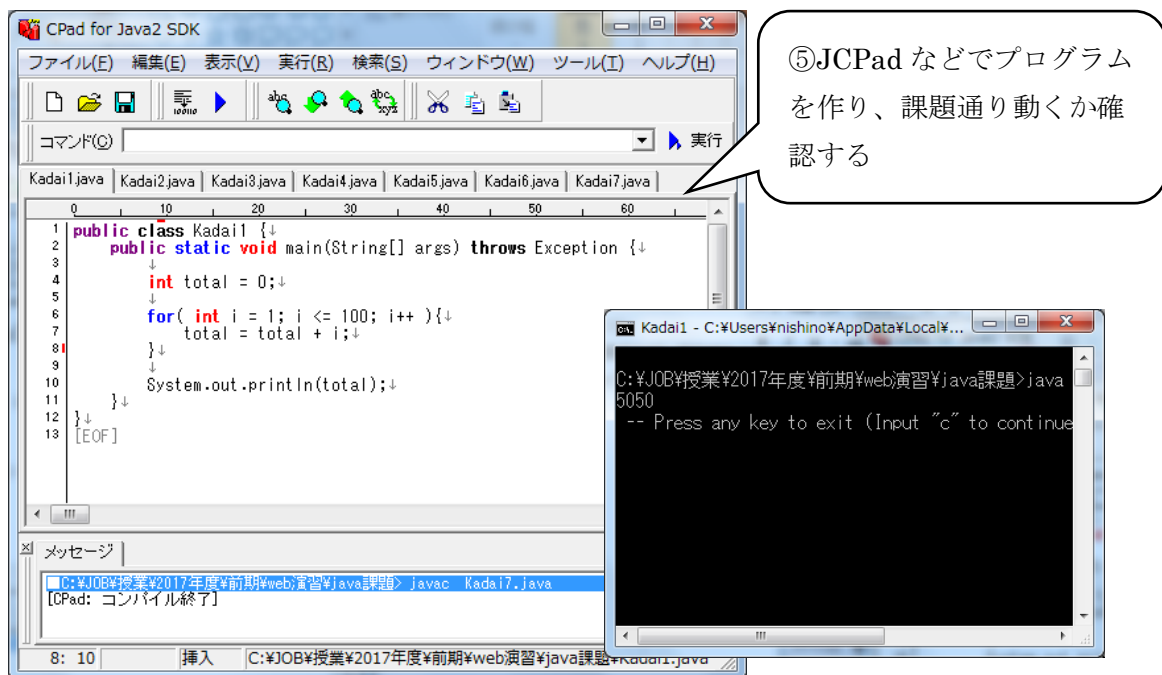 CPad for Java2 SDK
ファイル(F) 編集(E) 表示(V) 実行(R) 検索(S) ウィンドウ(W) ツール(T) ヘルプ(H)
コマンド(C) 実行
Kadai1.java Kadai2.java Kadai3.java Kadai4.java Kadai5.java Kadai6.java Kadai7.java
0 10 20 30 40 50 60
1 public class Kadai1 {↓
2 public static void main(String[] args) throws Exception {↓
3 ↓
4 int total = 0;↓
5 ↓
6 for( int i = 1; i <= 100; i++ ){↓
7 total = total + i;↓
8 }↓
9 ↓
10 System.out.println(total);↓
11 }↓
12 }↓
13 [EOF]
メッセージ
C:¥JOB¥授業¥2017年度¥前期¥web演習¥java課題> javac Kadai7.java
[CPad: コンパイル終了]
8: 10 挿入 C:¥JOB¥授業¥2017年度¥前期¥web演習¥java課題¥Kadai1.java
⑤JCPad などでプログラム
を作り、課題通り動くか確
認する
Kadai1 - C:¥Users¥nishino¥AppData¥Local¥...
C:¥JOB¥授業¥2017年度¥前期¥web演習¥java課題>java
5050
-- Press any key to exit (Input "c" to continue